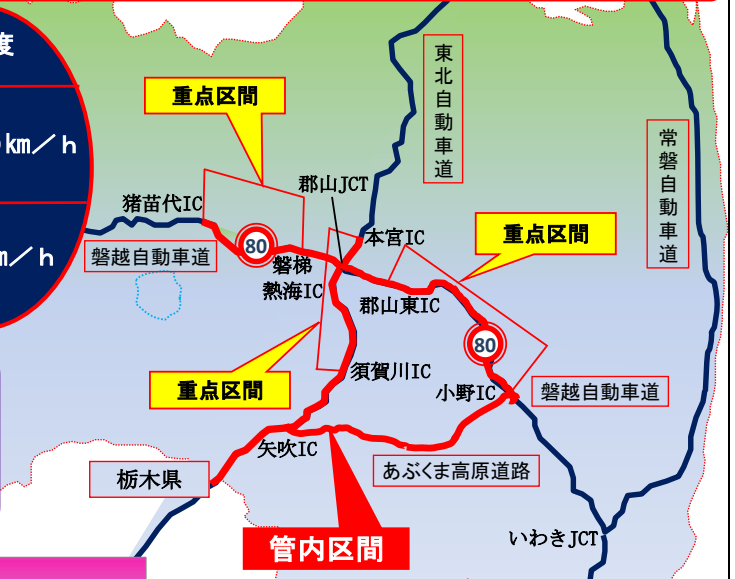 度
km／h
m／h
東北自動車道
常磐自動車道
重点区間
郡山JCT
猪苗代IC
本宮IC
重点区間
80
磐越自動車道
磐梯
熱海IC
郡山東IC
80
重点区間
須賀川IC
小野IC
磐越自動車道
矢吹IC
栃木県
あぶくま高原道路
管内区間
いわきJCT